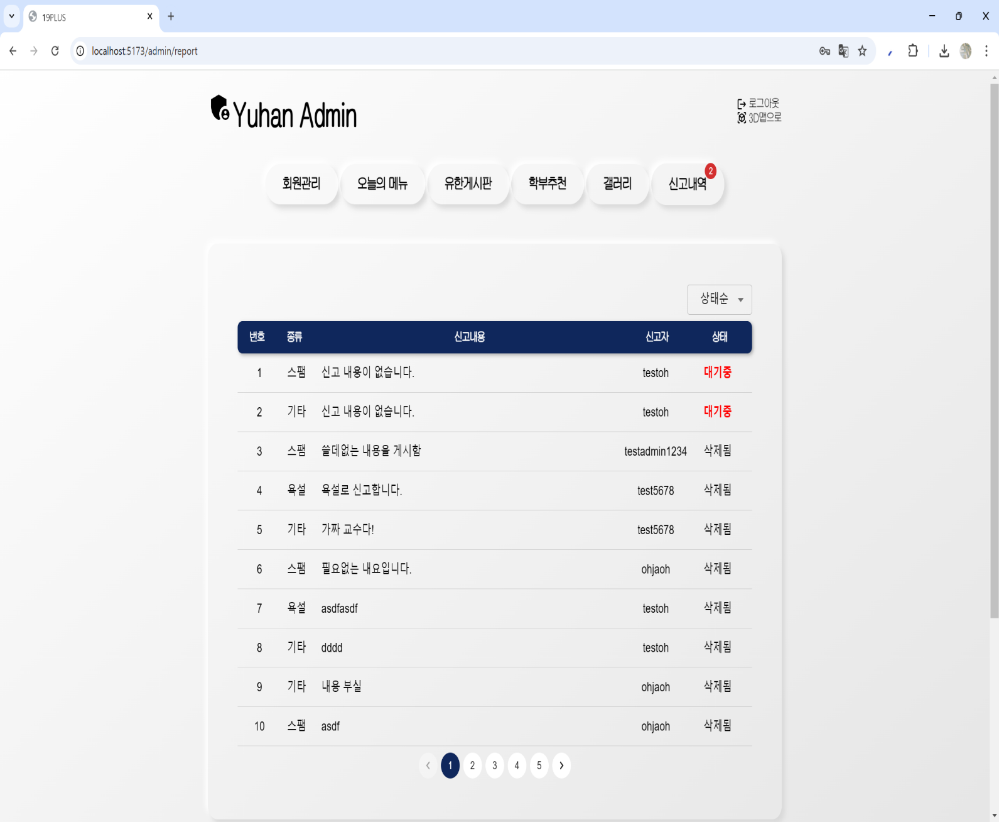 19PLUS
localhost:5173/admin/report
Yuhan Admin
로그아웃
3D맵으로
회원관리 오늘의 메뉴 유한게시판 학부추천 갤러리 신고내역 2
상태순
번호 종류 신고내용 신고자 상태
1 스팸 신고 내용이 없습니다. testoh 대기중
2 기타 신고 내용이 없습니다. testoh 대기중
3 스팸 쓸데없는 내용을 게시함 testadmin1234 삭제됨
4 욕설 욕설로 신고합니다. test5678 삭제됨
5 기타 가짜 교수다! test5678 삭제됨
6 스팸 필요없는 내요입니다. ohjaoh 삭제됨
7 욕설 asdfasdf testoh 삭제됨
8 기타 dddd testoh 삭제됨
9 기타 내용 부실 ohjaoh 삭제됨
10 스팸 asdf ohjaoh 삭제됨
1 2 3 4 5